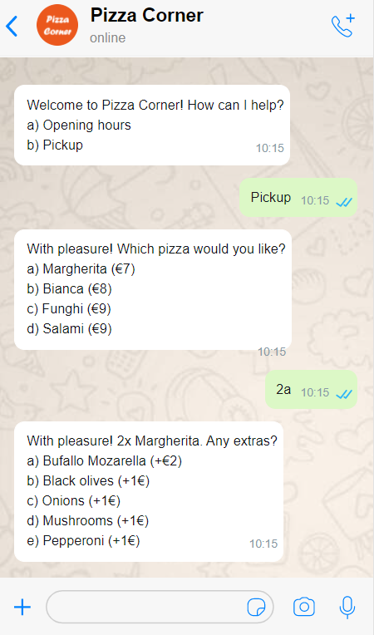 Pizza Corner
Pizza
Corner
online
Welcome to Pizza Corner! How can I help?
a) Opening hours
b) Pickup
10:15
Pickup 10:15
With pleasure! Which pizza would you like?
a) Margherita (€7)
b) Bianca (€8)
c) Funghi (€9)
d) Salami (€9)
10:15
2a 10:15
With pleasure! 2x Margherita. Any extras?
a) Bufallo Mozarella (+€2)
b) Black olives (+1€)
c) Onions (+1€)
d) Mushrooms (+1€)
e) Pepperoni (+1€)
10:15